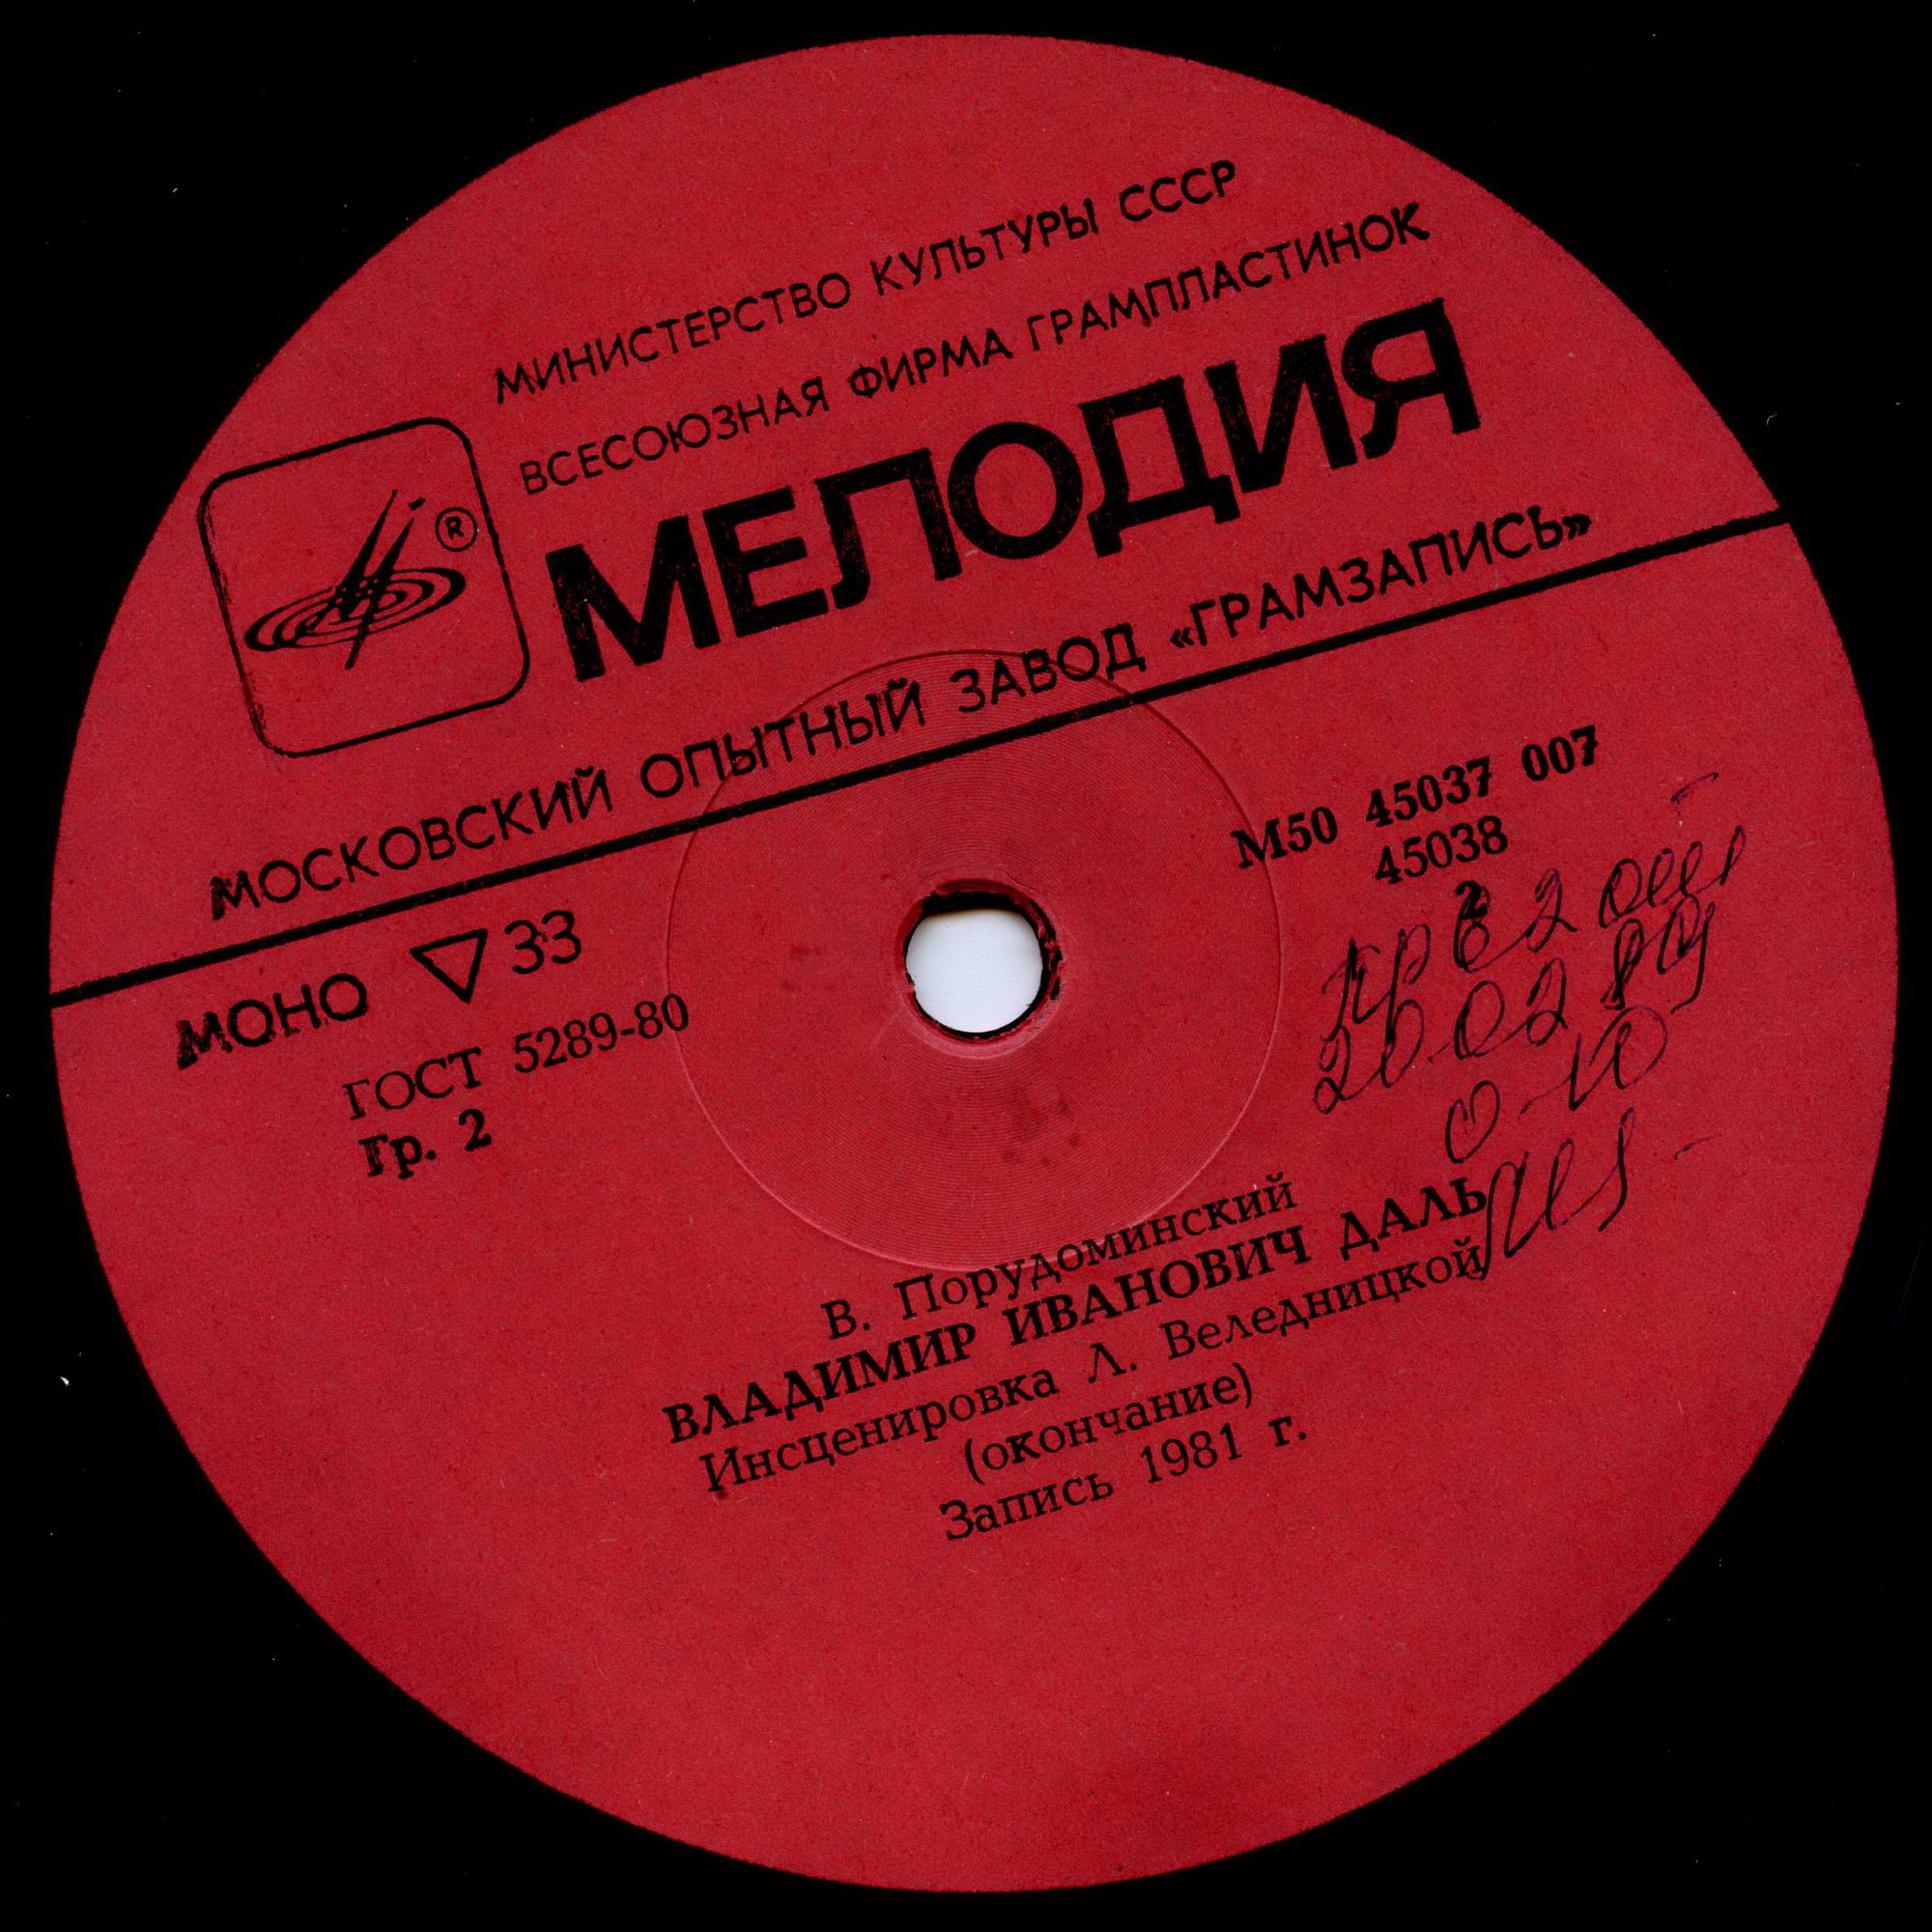 МИНИСТЕРСТВО КУЛЬТУРЫ СССР
ВСЕСОЮЗНАЯ ФИРМА ГРАМПЛАСТИНОК
МЕЛОДИЯ
®
МОСКОВСКИЙ ОПЫТНЫЙ ЗАВОД «ГРАМЗАПИСЬ»
МОНО ▽ 33
ГОСТ 5289-80
Гр. 2
М50 45037 007
45038
2
В. Порудоминский
ВЛАДИМИР ИВАНОВИЧ ДАЛЬ
Инсценировка Л. Веледницкой
(окончание)
Запись 1981 г.